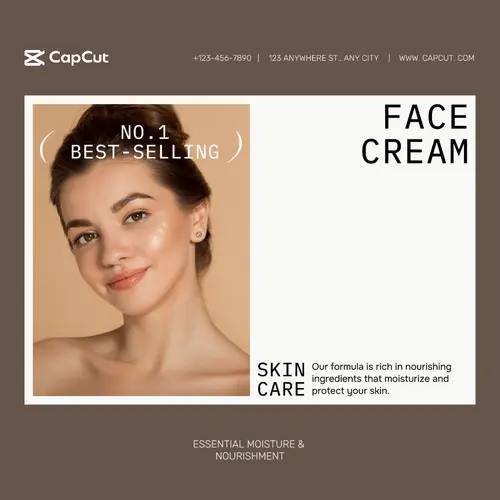 CapCut
+123-456-7890 | 123 ANYWHERE ST., ANY CITY | WWW. CAPCUT. COM
NO.1
BEST-SELLING
FACE
CREAM
SKIN
CARE
Our formula is rich in nourishing
ingredients that moisturize and
protect your skin.
ESSENTIAL MOISTURE &
NOURISHMENT